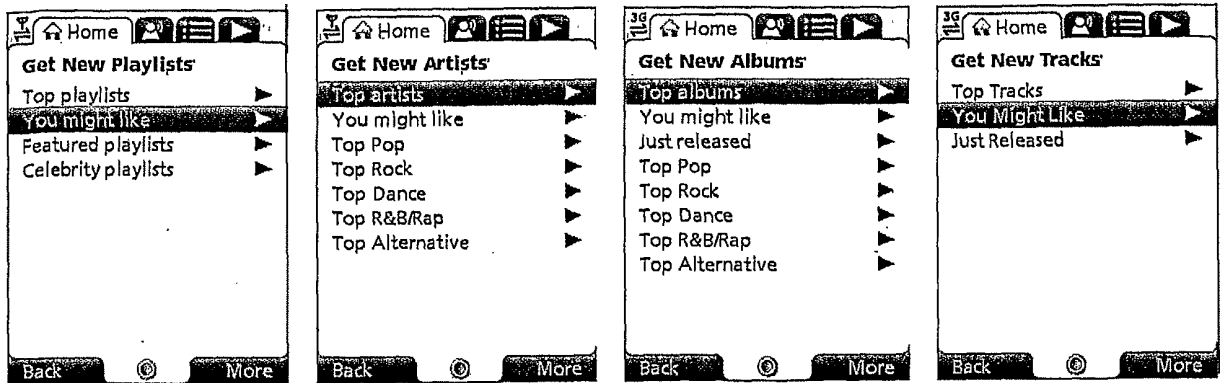 Home
Get New Playlists
Top playlists
You might like
Featured playlists
Celebrity playlists
Back
More
Home
Get New Artists
Top artists
You might like
Top Pop
Top Rock
Top Dance
Top R&B/Rap
Top Alternative
Back
More
3G
Home
Get New Albums
Top albums
You might like
Just released
Top Pop
Top Rock
Top Dance
Top R&B/Rap
Top Alternative
Back
More
3G
Home
Get New Tracks
Top Tracks
You Might Like
Just Released
Back
More